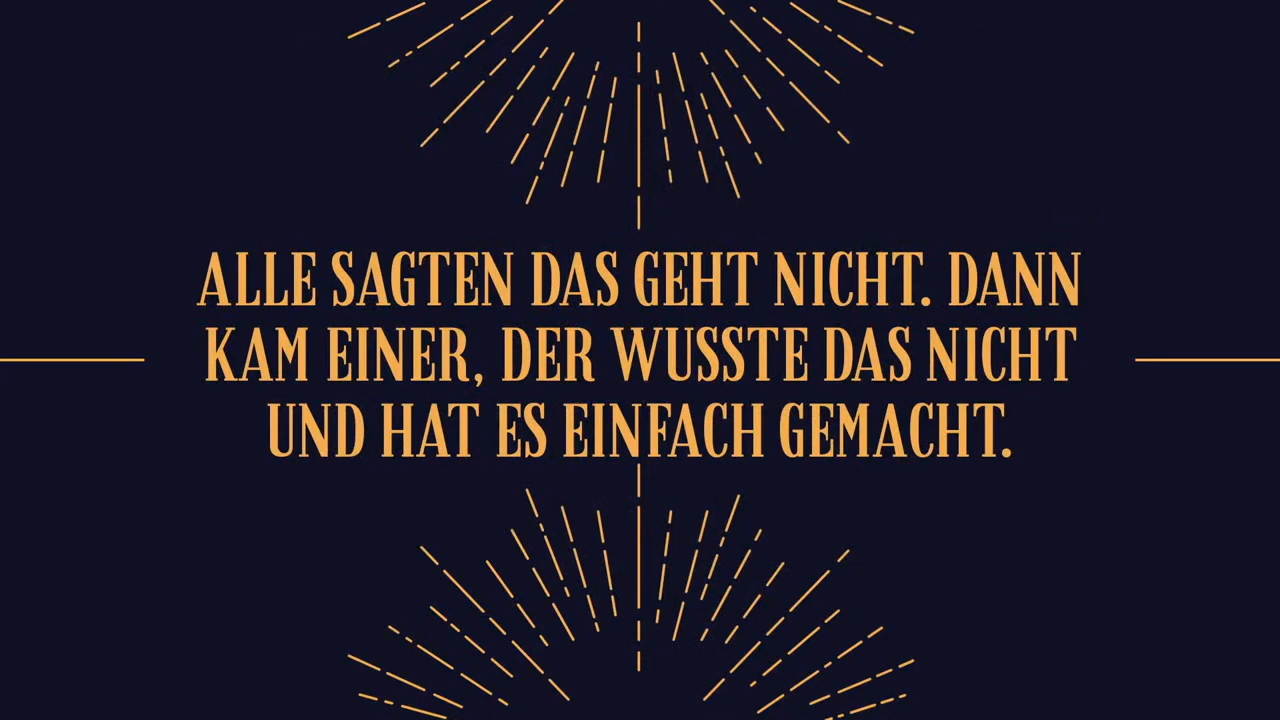 ALLE SAGTEN DAS GEHT NICHT. DANN
KAM EINER, DER WUSSTE DAS NICHT
UND HAT ES EINFACH GEMACHT.